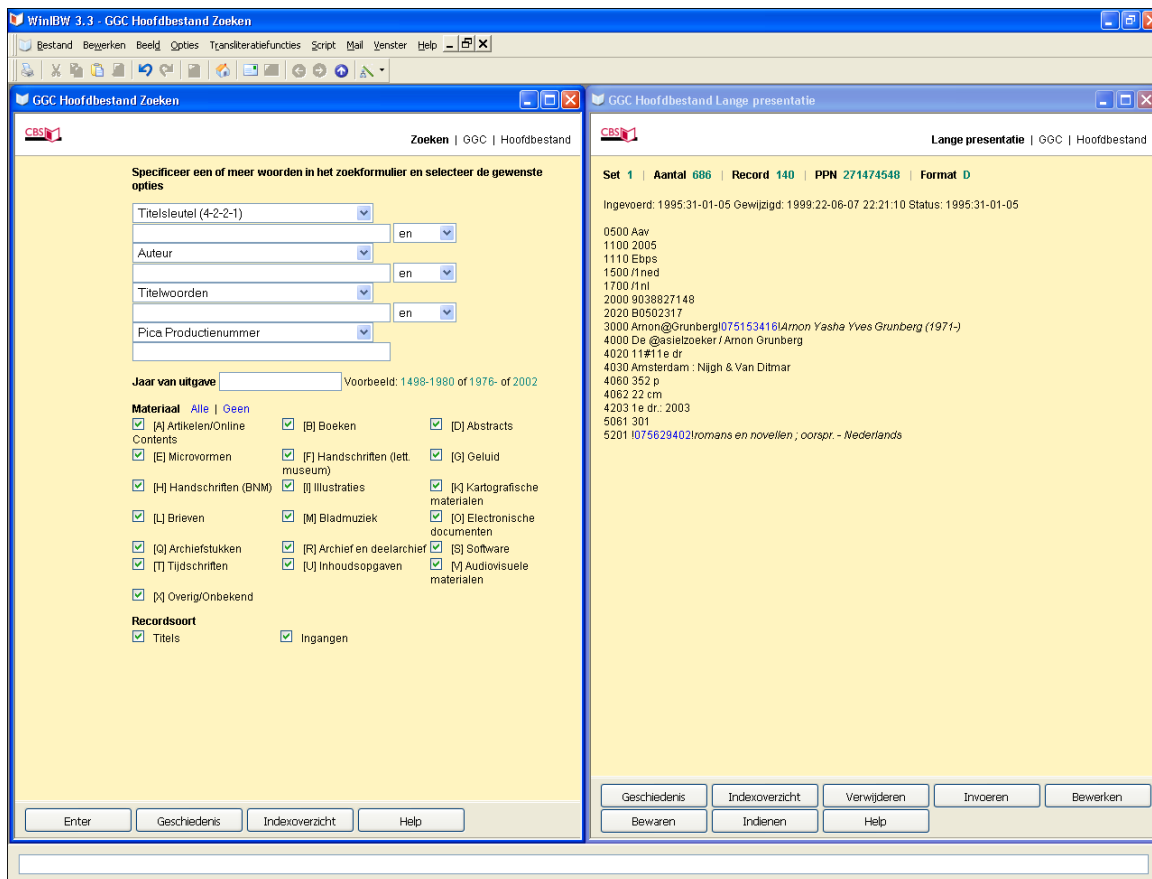 WinIBW 3.3 - GGC Hoofdbestand Zoeken
Bestand Bewerken Beeld Opties Transliteratiefuncties Script Mail Venster Help
GGC Hoofdbestand Zoeken
CBS
Zoeken | GGC | Hoofdbestand
Specificeer een of meer woorden in het zoekformulier en selecteer de gewenste
opties
Titelsleutel (4-2-2-1)
en
Auteur
en
Titelwoorden
en
Pica Productienummer
Jaar van uitgave Voorbeeld: 1498-1980 of 1976- of 2002
Materiaal Alle | Geen
[A] Artikelen/Online Contents
[B] Boeken
[D] Abstracts
[E] Microvormen
[F] Handschriften (lett. museum)
[G] Geluid
[H] Handschriften (BNM)
[I] Illustraties
[K] Kartografische materialen
[L] Brieven
[M] Bladmuziek
[O] Electronische documenten
[Q] Archiefstukken
[R] Archief en deelarchief
[S] Software
[T] Tijdschriften
[U] Inhoudsopgaven
[V] Audiovisuele materialen
[X] Overig/Onbekend
Recordsoort
Titels
Ingangen
Enter Geschiedenis Indexoverzicht Help
GGC Hoofdbestand Lange presentatie
CBS
Lange presentatie | GGC | Hoofdbestand
Set 1 | Aantal 686 | Record 140 | PPN 271474548 | Format D
Ingevoerd: 1995:31-01-05 Gewijzigd: 1999:22-06-07 22:21:10 Status: 1995:31-01-05
0500 Aav
1100 2005
1110 Ebps
1500 /1ned
1700 /1nl
2000 9038827148
2020 B0502317
3000 Arnon@Grunberg!075153416!Arnon Yasha Yves Grunberg (1971-)
4000 De @asielzoeker / Arnon Grunberg
4020 11#11e dr
4030 Amsterdam : Nijgh & Van Ditmar
4060 352 p
4062 22 cm
4203 1e dr.: 2003
5061 301
5201 !075629402!romans en novellen ; oorspr. - Nederlands
Geschiedenis Indexoverzicht Verwijderen Invoeren Bewerken
Bewaren Indienen Help